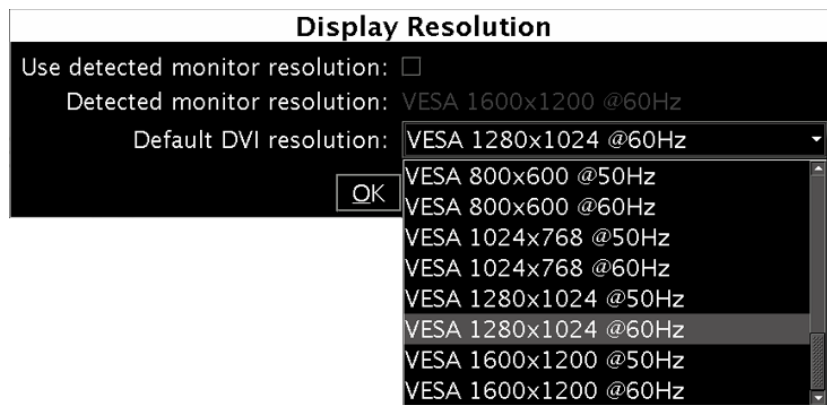 Display Resolution
Use detected monitor resolution:
Detected monitor resolution: VESA 1600x1200 @60Hz
Default DVI resolution: VESA 1280x1024 @60Hz
OK
VESA 800x600 @50Hz
VESA 800x600 @60Hz
VESA 1024x768 @50Hz
VESA 1024x768 @60Hz
VESA 1280x1024 @50Hz
VESA 1280x1024 @60Hz
VESA 1600x1200 @50Hz
VESA 1600x1200 @60Hz